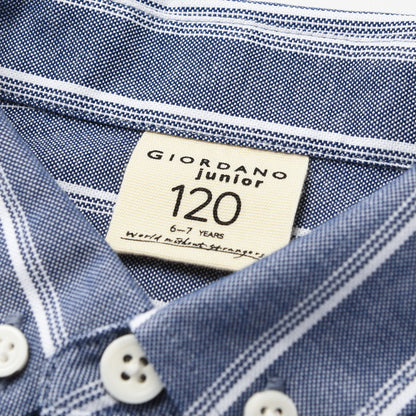 GIORDANO
junior
120
6–7 YEARS
World without strangers